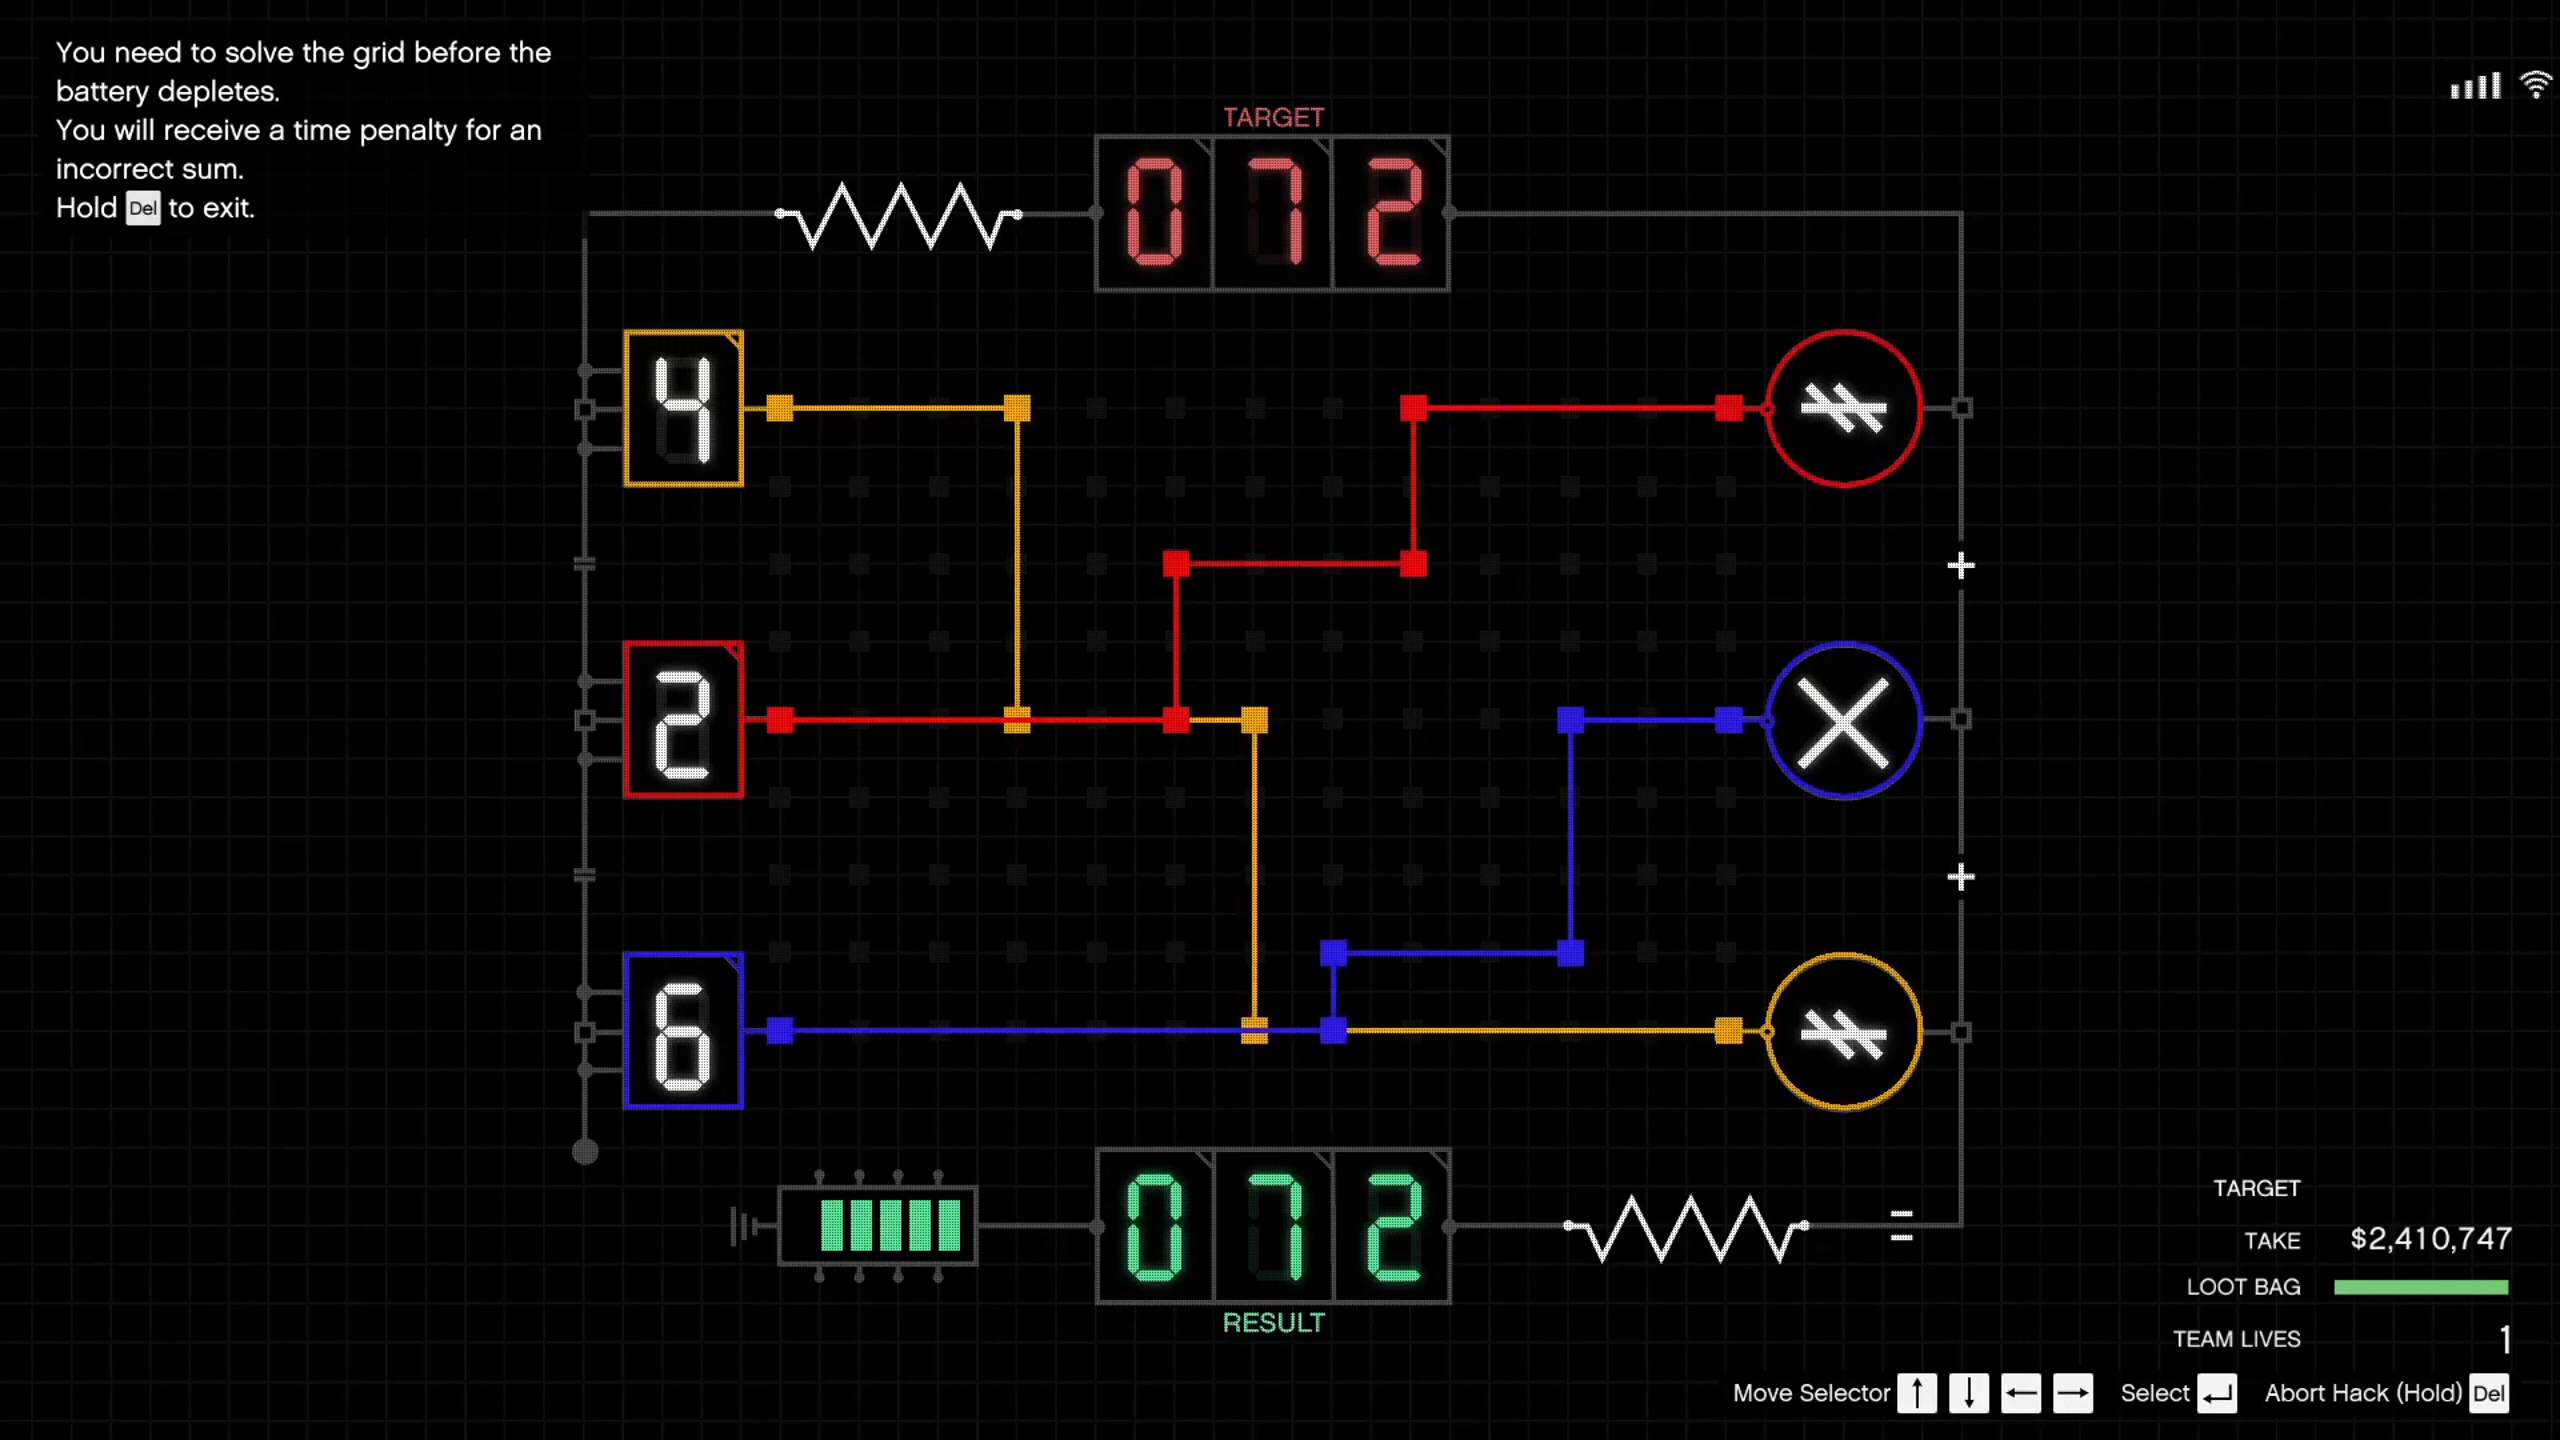 You need to solve the grid before the
battery depletes.
You will receive a time penalty for an
incorrect sum.
Hold Del to exit.
TARGET
072
4
2
6
+
+
=
072
RESULT
TARGET
TAKE $2,410,747
LOOT BAG
TEAM LIVES 1
Move Selector ↑ ↓ ← → Select ↵ Abort Hack (Hold) Del